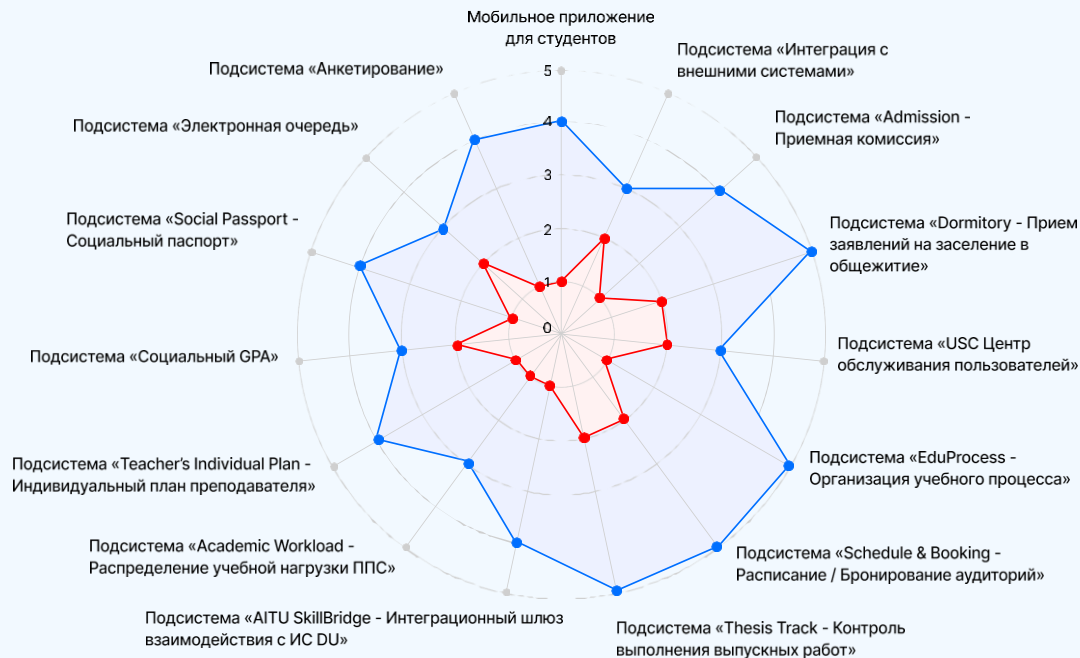 Мобильное приложение
для студентов
Подсистема «Интеграция с
внешними системами»
Подсистема «Admission -
Приемная комиссия»
Подсистема «Dormitory - Прием
заявлений на заселение в
общежитие»
Подсистема «USC Центр
обслуживания пользователей»
Подсистема «EduProcess -
Организация учебного процесса»
Подсистема «Schedule & Booking -
Расписание / Бронирование аудиторий»
Подсистема «Thesis Track - Контроль
выполнения выпускных работ»
Подсистема «AITU SkillBridge - Интеграционный шлюз
взаимодействия с ИС DU»
Подсистема «Academic Workload -
Распределение учебной нагрузки ППС»
Подсистема «Teacher’s Individual Plan -
Индивидуальный план преподавателя»
Подсистема «Социальный GPA»
Подсистема «Social Passport -
Социальный паспорт»
Подсистема «Электронная очередь»
Подсистема «Анкетирование»
5
4
3
2
1
0